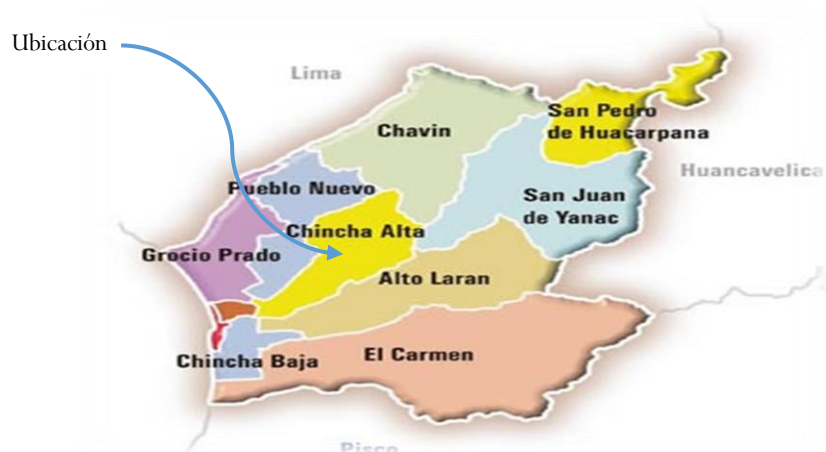 Ubicación
Lima
Chavin
San Pedro
de Huacarpana
Huancavelica
Pueblo Nuevo
San Juan
de Yanac
Chincha Alta
Grocio Prado
Alto Laran
Chincha Baja
El Carmen
Pisco